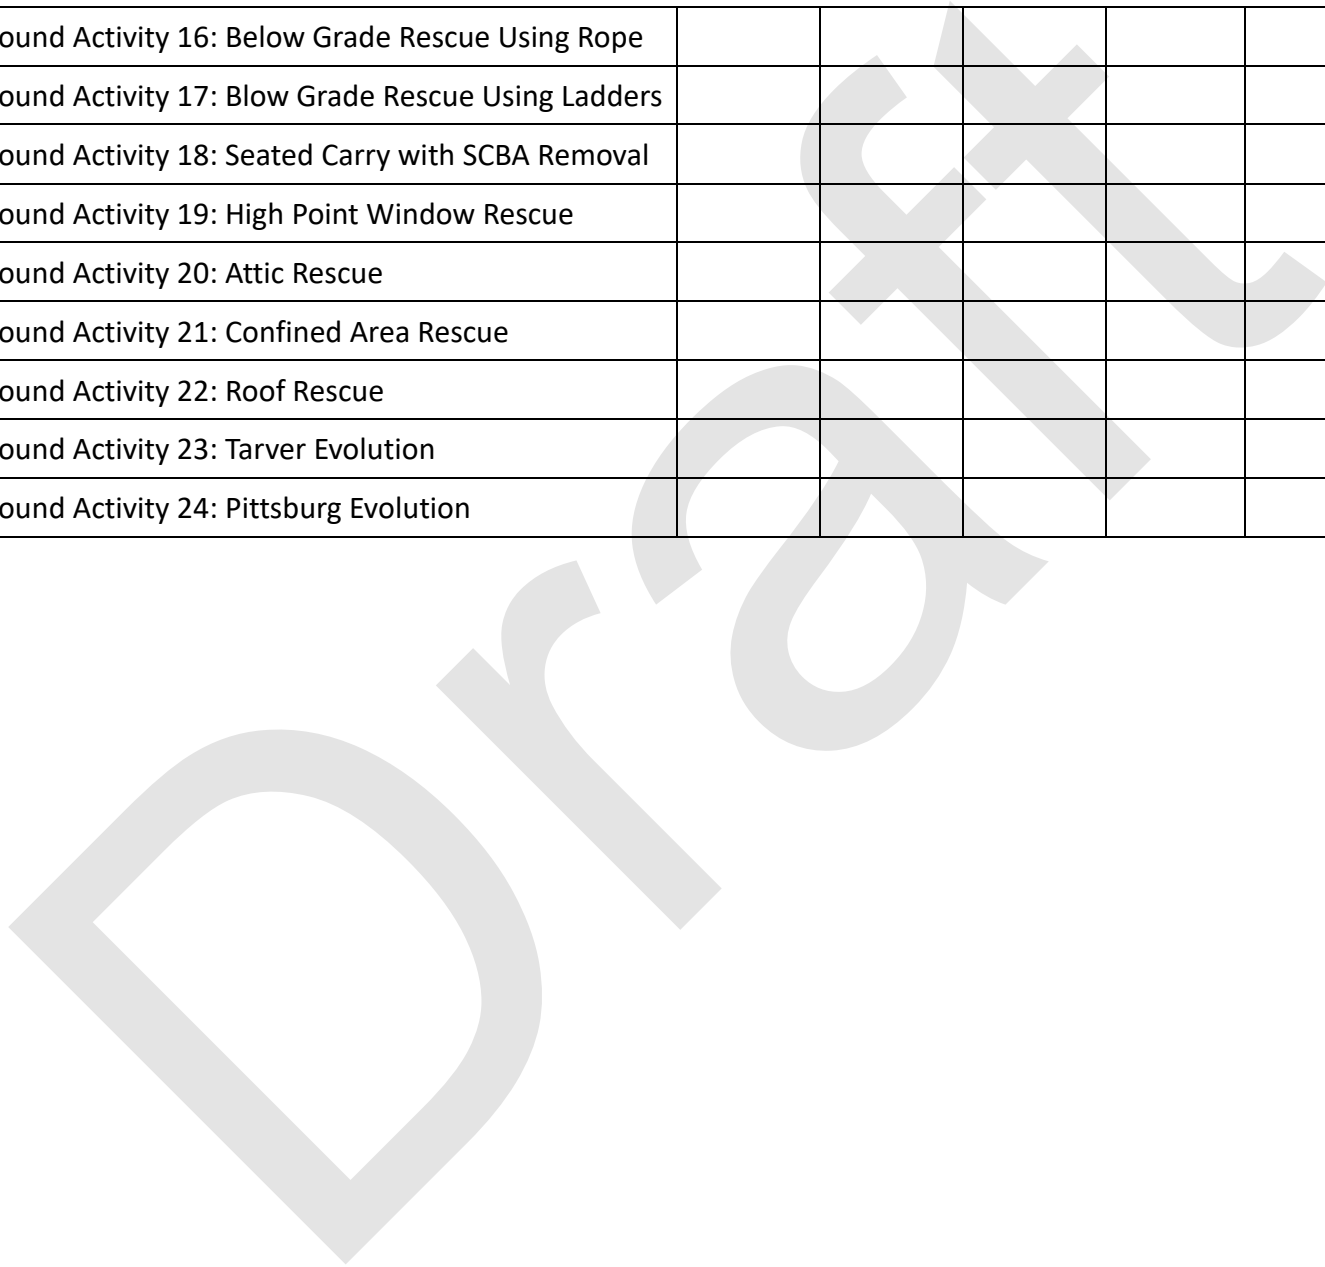 ound Activity 16: Below Grade Rescue Using Rope
ound Activity 17: Blow Grade Rescue Using Ladders
ound Activity 18: Seated Carry with SCBA Removal
ound Activity 19: High Point Window Rescue
ound Activity 20: Attic Rescue
ound Activity 21: Confined Area Rescue
ound Activity 22: Roof Rescue
ound Activity 23: Tarver Evolution
ound Activity 24: Pittsburg Evolution
Draft